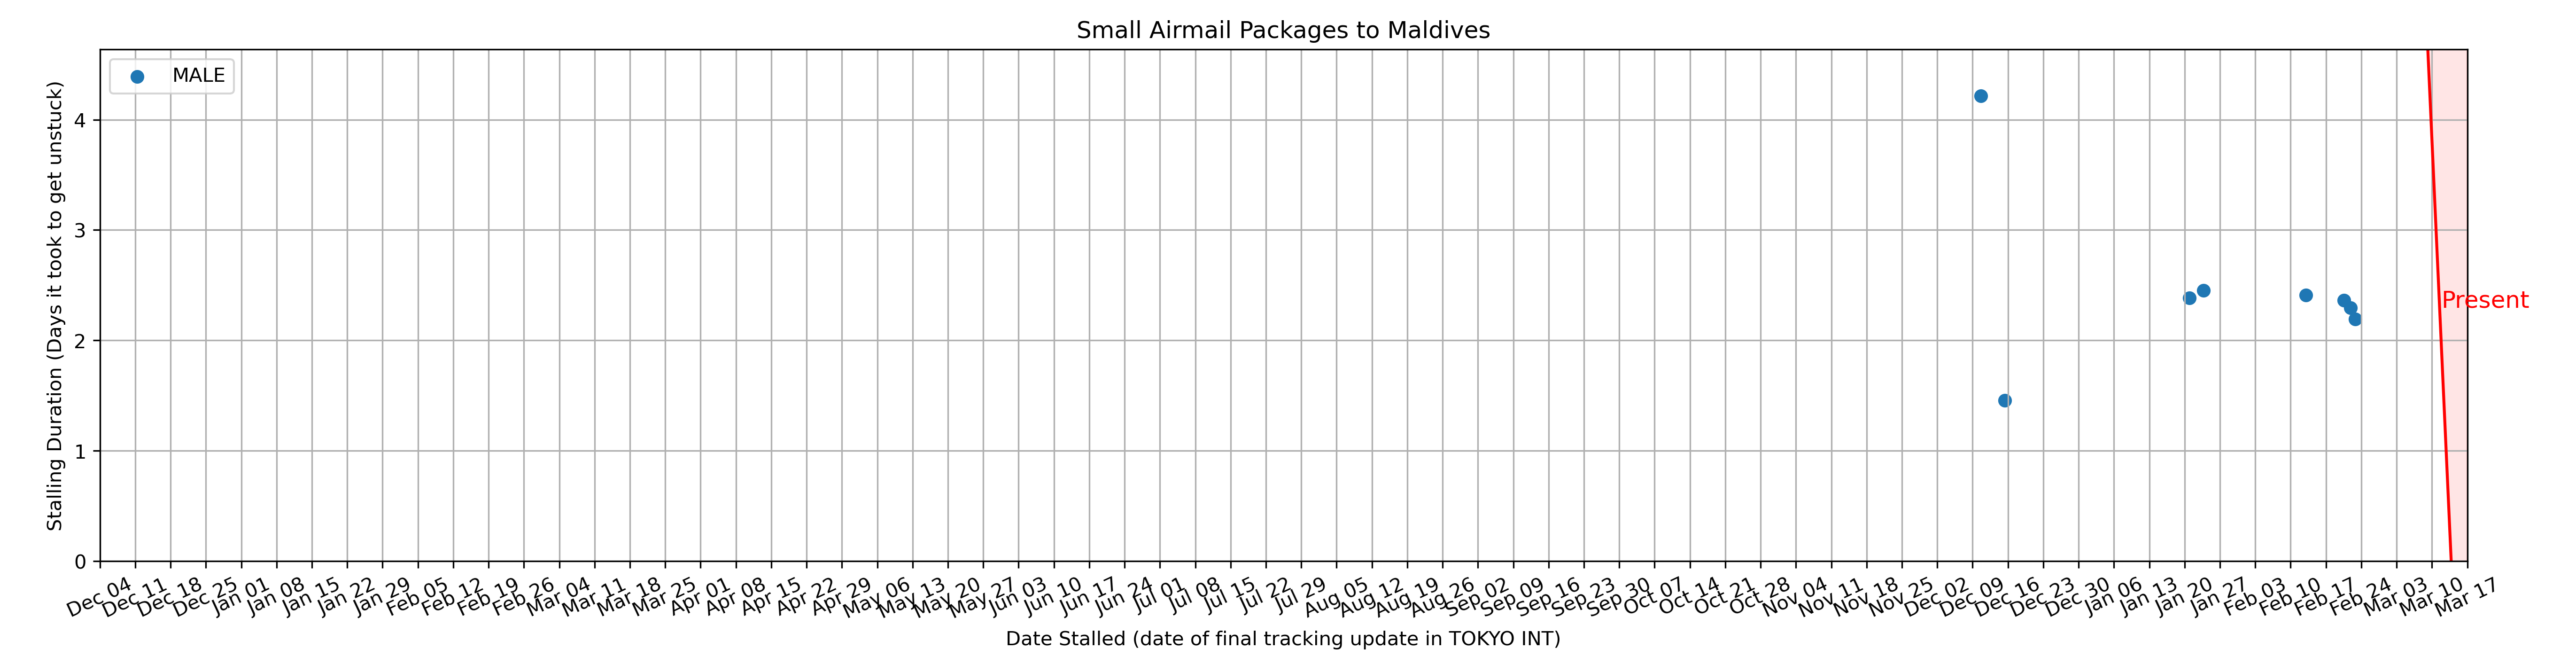 Small Airmail Packages to Maldives
MALE
Stalling Duration (Days it took to get unstuck)
4
3
2
1
0
Present
Dec 04
Dec 11
Dec 18
Dec 25
Jan 01
Jan 08
Jan 15
Jan 22
Jan 29
Feb 05
Feb 12
Feb 19
Feb 26
Mar 04
Mar 11
Mar 18
Mar 25
Apr 01
Apr 08
Apr 15
Apr 22
Apr 29
May 06
May 13
May 20
May 27
Jun 03
Jun 10
Jun 17
Jun 24
Jul 01
Jul 08
Jul 15
Jul 22
Jul 29
Aug 05
Aug 12
Aug 19
Aug 26
Sep 02
Sep 09
Sep 16
Sep 23
Sep 30
Oct 07
Oct 14
Oct 21
Oct 28
Nov 04
Nov 11
Nov 18
Nov 25
Dec 02
Dec 09
Dec 16
Dec 23
Dec 30
Jan 06
Jan 13
Jan 20
Jan 27
Feb 03
Feb 10
Feb 17
Feb 24
Mar 03
Mar 10
Mar 17
Date Stalled (date of final tracking update in TOKYO INT)